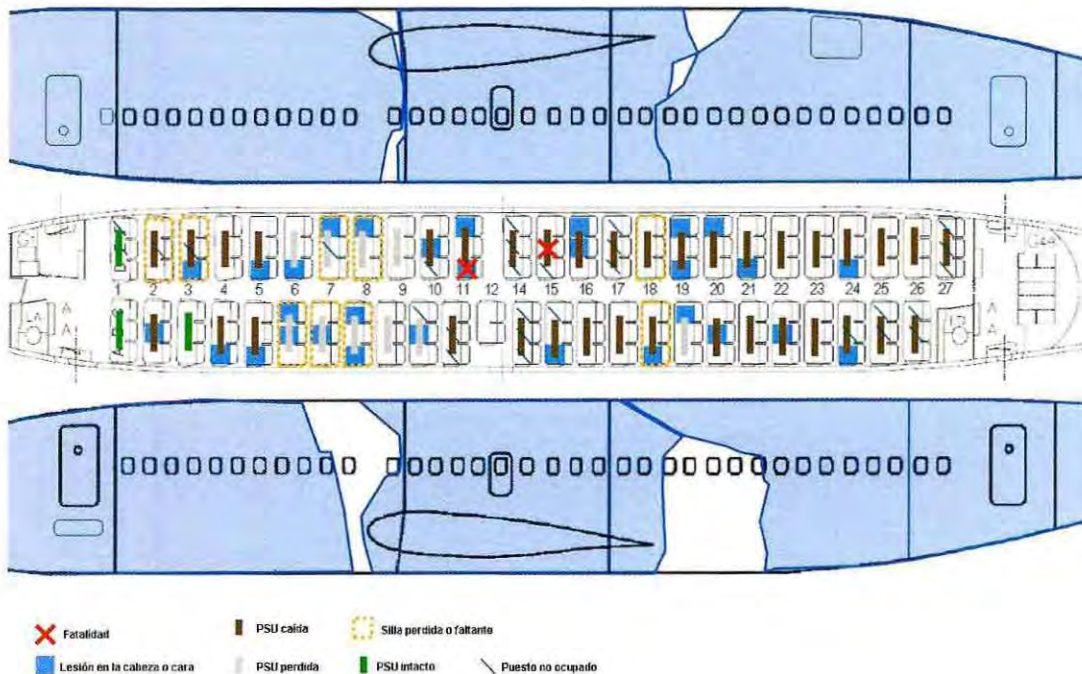 1 2 3 4 5 6 7 8 9 10 11 12 14 15 16 17 18 19 20 21 22 23 24 25 26 27
Fatalidad
PSU caída
Silla perdida o faltante
Lesión en la cabeza o cara
PSU perdida
PSU intacto
Puesto no ocupado